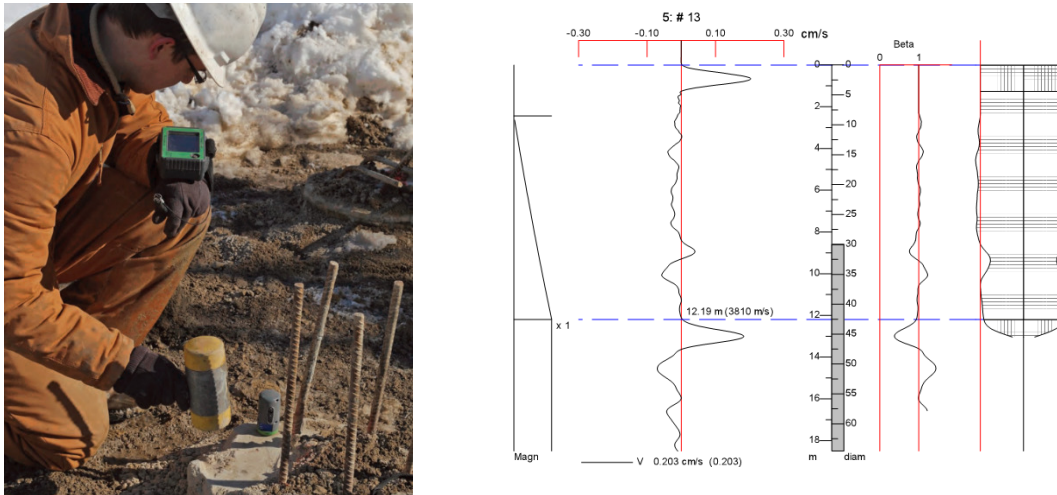 5: # 13
-0.30 -0.10 0.10 0.30 cm/s
Beta
0 1
0 0
5
2
10
4 15
20
6
25
8
30
10 35
40
12.19 m (3810 m/s)
12
x 1
45
14 50
55
16
60
18
Magn
m diam
V 0.203 cm/s (0.203)